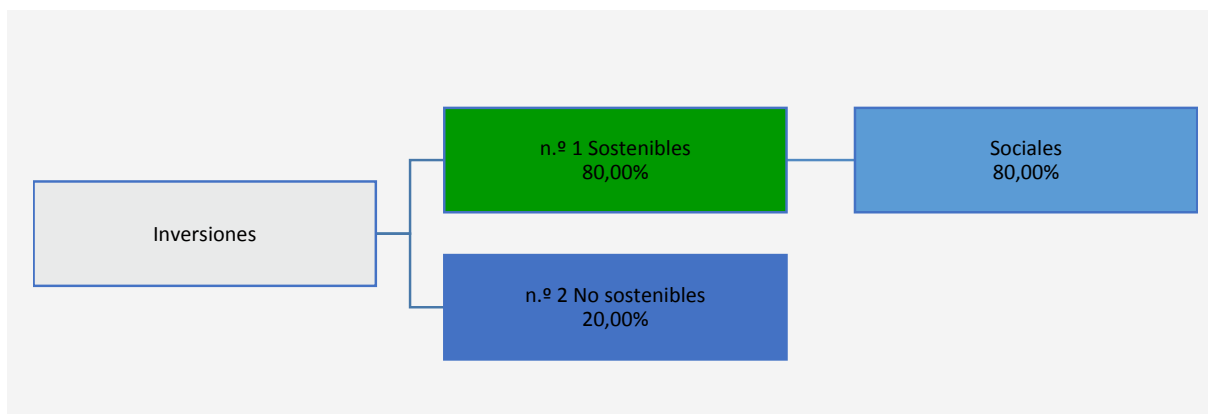 Inversiones
n.º 1 Sostenibles
80,00%
n.º 2 No sostenibles
20,00%
Sociales
80,00%